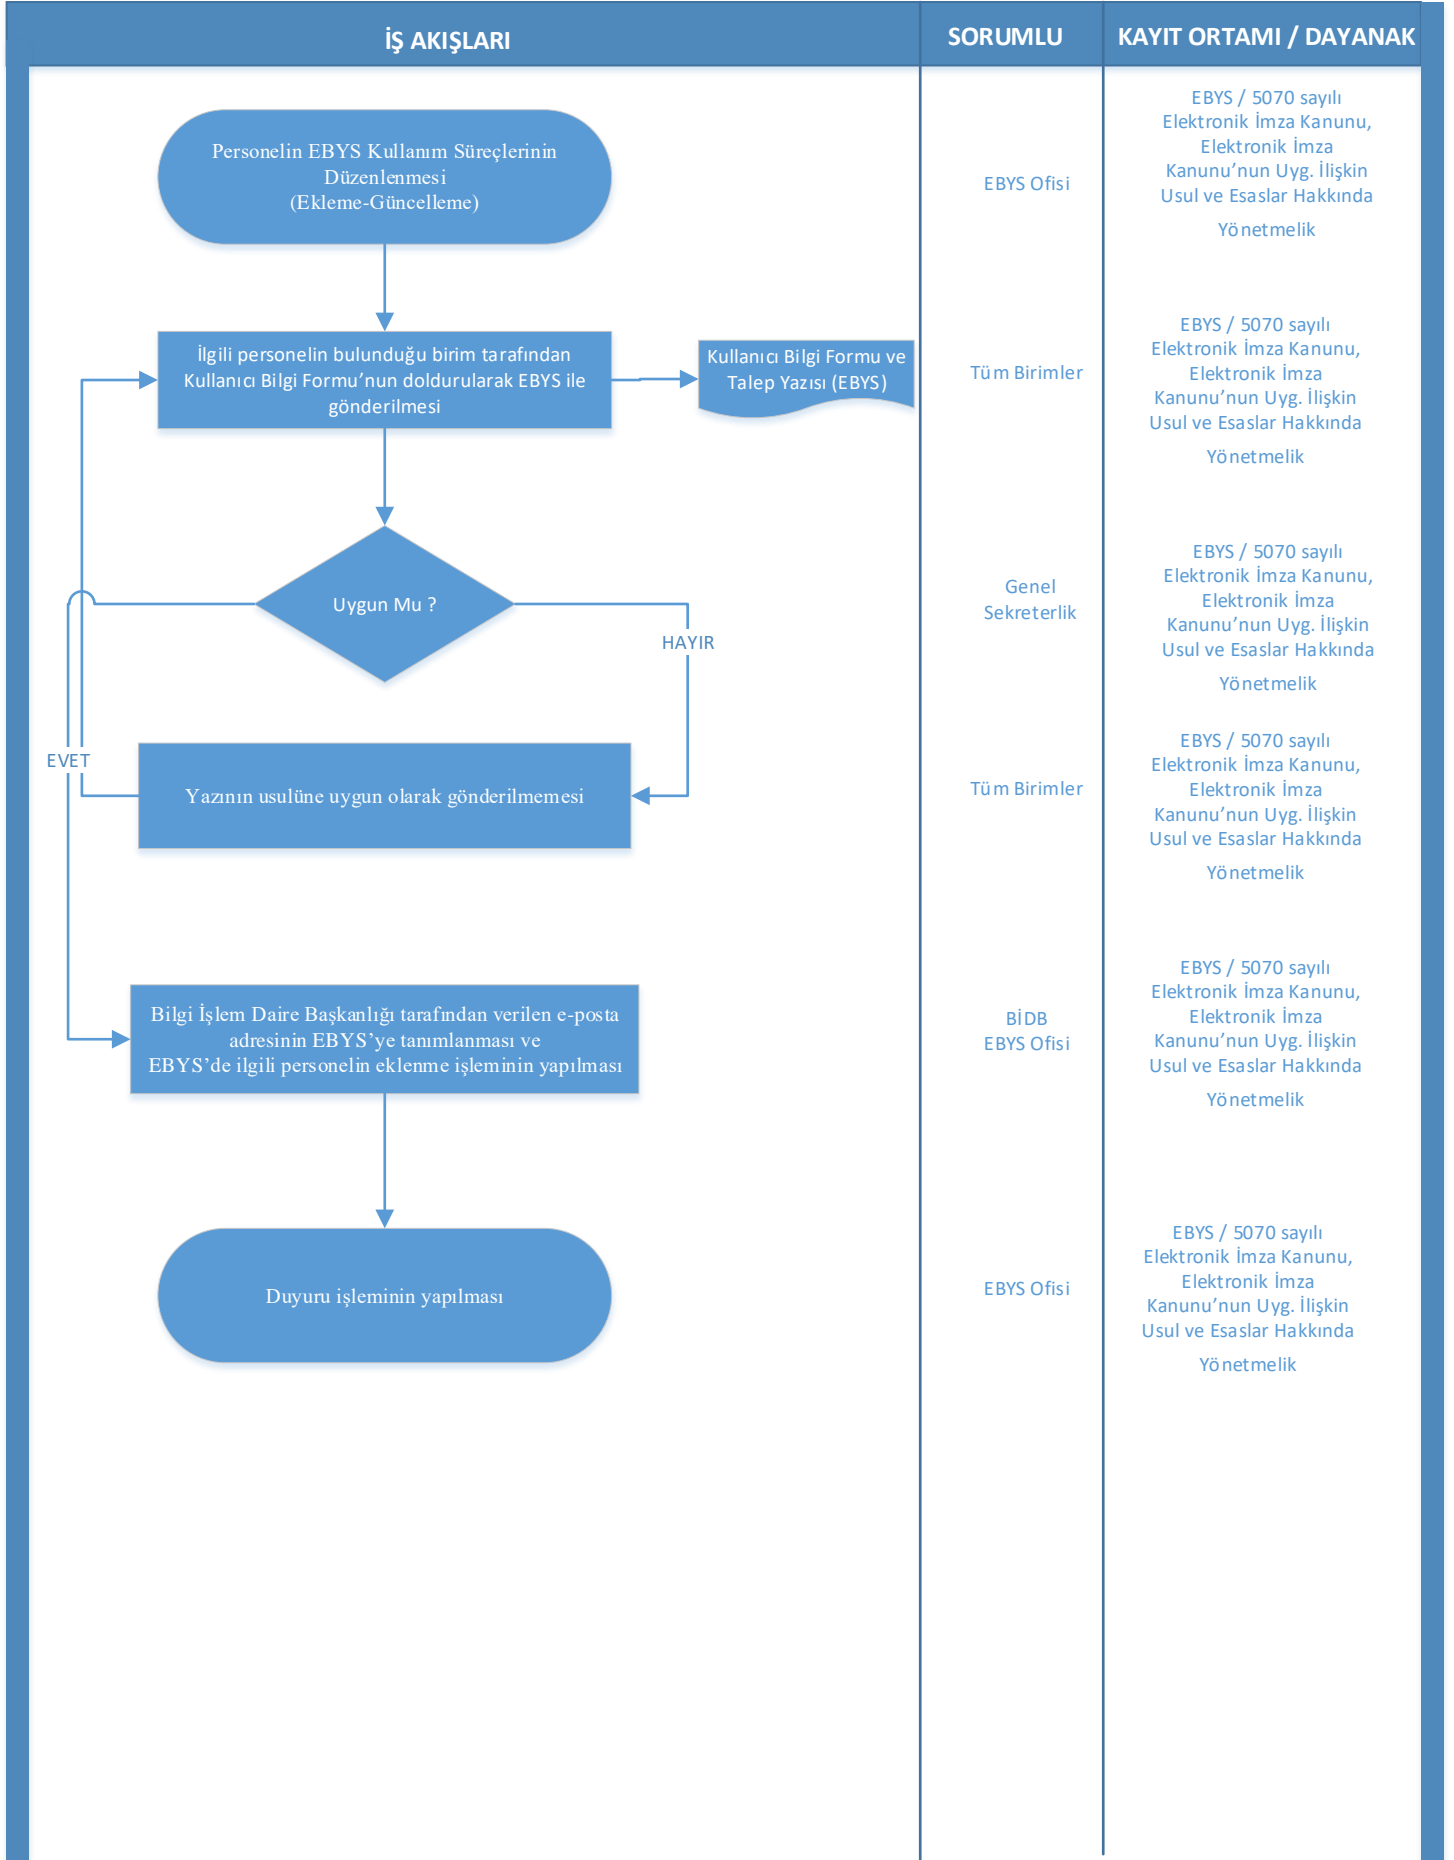 İŞ AKIŞLARI
SORUMLU
KAYIT ORTAMI / DAYANAK
Personelin EBYS Kullanım Süreçlerinin
Düzenlenmesi
(Ekleme-Güncelleme)
EBYS Ofisi
EBYS / 5070 sayılı
Elektronik İmza Kanunu,
Elektronik İmza
Kanunu’nun Uyg. İlişkin
Usul ve Esaslar Hakkında
Yönetmelik
İlgili personelin bulunduğu birim tarafından
Kullanıcı Bilgi Formu’nun doldurularak EBYS ile
gönderilmesi
Kullanıcı Bilgi Formu ve
Talep Yazısı (EBYS)
Tüm Birimler
EBYS / 5070 sayılı
Elektronik İmza Kanunu,
Elektronik İmza
Kanunu’nun Uyg. İlişkin
Usul ve Esaslar Hakkında
Yönetmelik
Uygun Mu ?
HAYIR
Genel
Sekreterlik
EBYS / 5070 sayılı
Elektronik İmza Kanunu,
Elektronik İmza
Kanunu’nun Uyg. İlişkin
Usul ve Esaslar Hakkında
Yönetmelik
EVET
Yazının usulüne uygun olarak gönderilmemesi
Tüm Birimler
EBYS / 5070 sayılı
Elektronik İmza Kanunu,
Elektronik İmza
Kanunu’nun Uyg. İlişkin
Usul ve Esaslar Hakkında
Yönetmelik
Bilgi İşlem Daire Başkanlığı tarafından verilen e-posta
adresinin EBYS’ye tanımlanması ve
EBYS’de ilgili personelin eklenme işleminin yapılması
BİDB
EBYS Ofisi
EBYS / 5070 sayılı
Elektronik İmza Kanunu,
Elektronik İmza
Kanunu’nun Uyg. İlişkin
Usul ve Esaslar Hakkında
Yönetmelik
Duyuru işleminin yapılması
EBYS Ofisi
EBYS / 5070 sayılı
Elektronik İmza Kanunu,
Elektronik İmza
Kanunu’nun Uyg. İlişkin
Usul ve Esaslar Hakkında
Yönetmelik